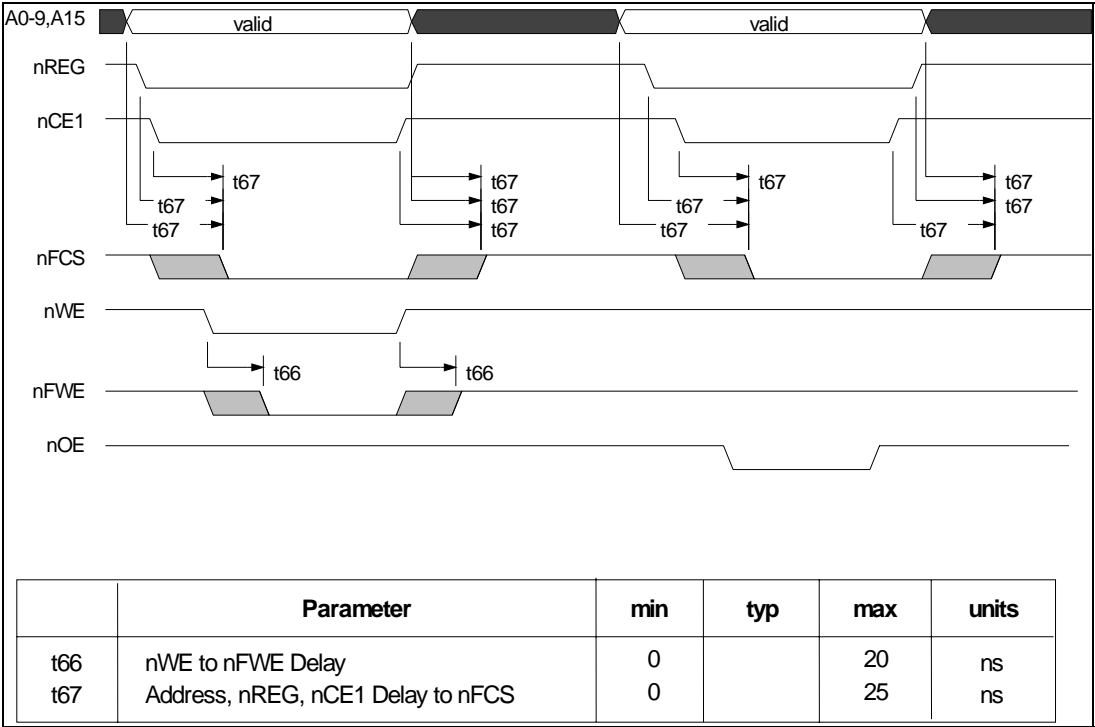 A0-9,A15 valid valid
nREG
nCE1
t67 t67 t67 t67
t67 t67 t67 t67
t67 t67 t67 t67
nFCS
nWE
t66 t66
nFWE
nOE
Parameter min typ max units
t66 nWE to nFWE Delay 0 20 ns
t67 Address, nREG, nCE1 Delay to nFCS 0 25 ns